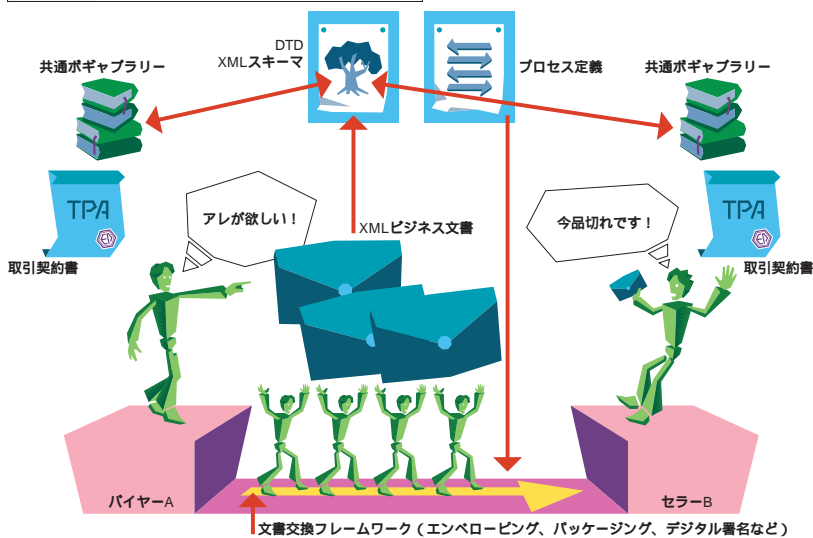 DTD
XMLスキーマ
プロセス定義
共通ボギャブラリー
共通ボギャブラリー
TPA
TPA
取引契約書
取引契約書
アレが欲しい！
今品切れです！
XMLビジネス文書
バイヤーA
セラーB
文書交換フレームワーク（エンベローピング、パッケージング、デジタル署名など）